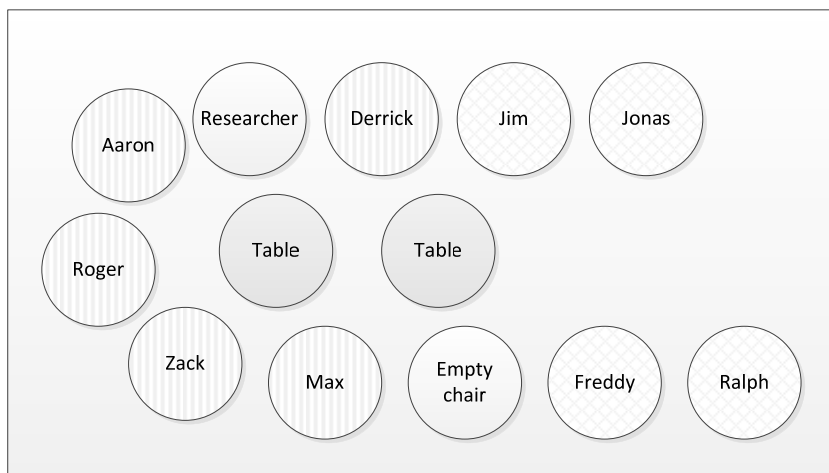 Researcher
Derrick
Jim
Jonas
Aaron
Table
Table
Roger
Zack
Max
Empty
chair
Freddy
Ralph